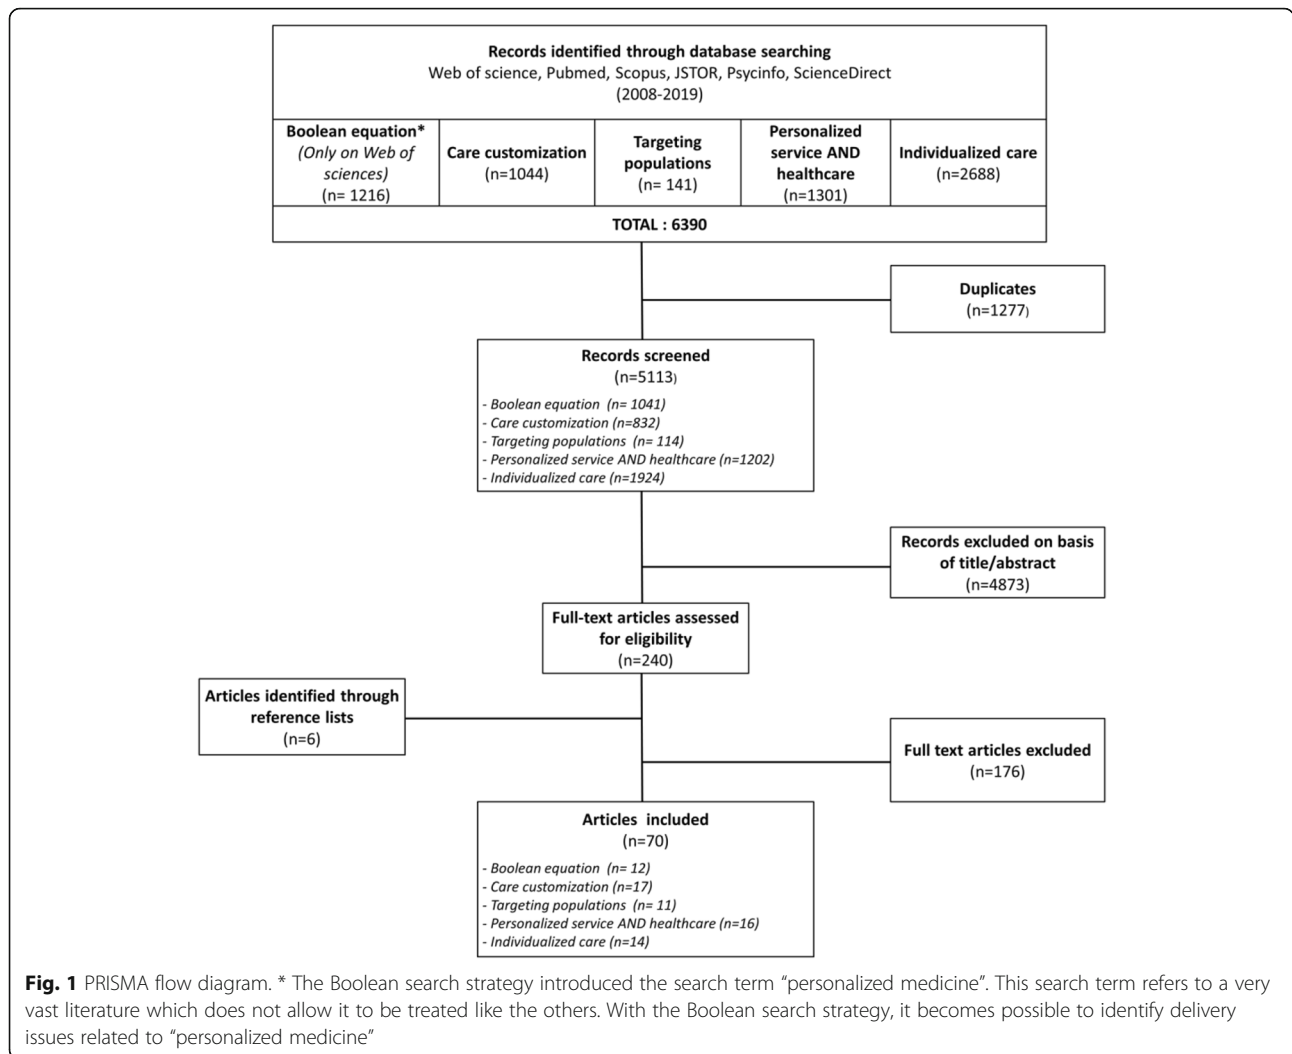 Records identified through database searching
Web of science, Pubmed, Scopus, JSTOR, Psycinfo, ScienceDirect
(2008-2019)
Boolean equation*
(Only on Web of
sciences)
(n= 1216)
Care customization
(n=1044)
Targeting
populations
(n= 141)
Personalized
service AND
healthcare
(n=1301)
Individualized care
(n=2688)
TOTAL : 6390
Duplicates
(n=1277)
Records screened
(n=5113)
- Boolean equation (n= 1041)
- Care customization (n=832)
- Targeting populations (n= 114)
- Personalized service AND healthcare (n=1202)
- Individualized care (n=1924)
Records excluded on basis
of title/abstract
(n=4873)
Full-text articles assessed
for eligibility
(n=240)
Articles identified through
reference lists
(n=6)
Full text articles excluded
(n=176)
Articles included
(n=70)
- Boolean equation (n= 12)
- Care customization (n=17)
- Targeting populations (n= 11)
- Personalized service AND healthcare (n=16)
- Individualized care (n=14)
Fig. 1 PRISMA flow diagram. * The Boolean search strategy introduced the search term “personalized medicine”. This search term refers to a very
vast literature which does not allow it to be treated like the others. With the Boolean search strategy, it becomes possible to identify delivery
issues related to “personalized medicine”